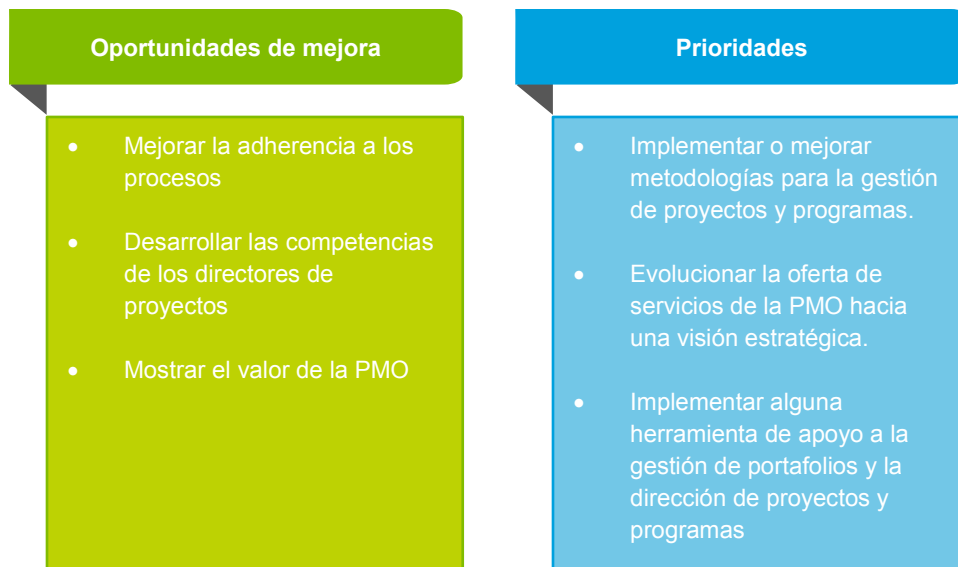 Oportunidades de mejora
• Mejorar la adherencia a los
procesos
• Desarrollar las competencias
de los directores de
proyectos
• Mostrar el valor de la PMO
Prioridades
• Implementar o mejorar
metodologías para la gestión
de proyectos y programas.
• Evolucionar la oferta de
servicios de la PMO hacia
una visión estratégica.
• Implementar alguna
herramienta de apoyo a la
gestión de portafolios y la
dirección de proyectos y
programas